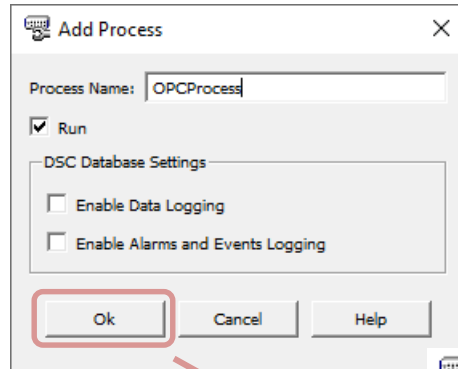 Add Process
Process Name: OPCProcess
Run
DSC Database Settings
Enable Data Logging
Enable Alarms and Events Logging
Ok Cancel Help